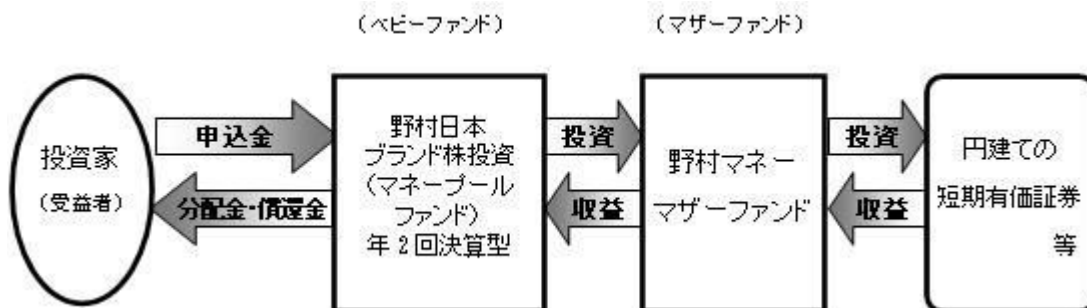 (ベビーファンド)
(マザーファンド)
投資家
(受益者)
申込金
分配金・償還金
野村日本
ブランド株投資
(マネープール
ファンド)
年2回決算型
投資
収益
野村マネー
マザーファンド
投資
収益
円建ての
短期有価証券
等